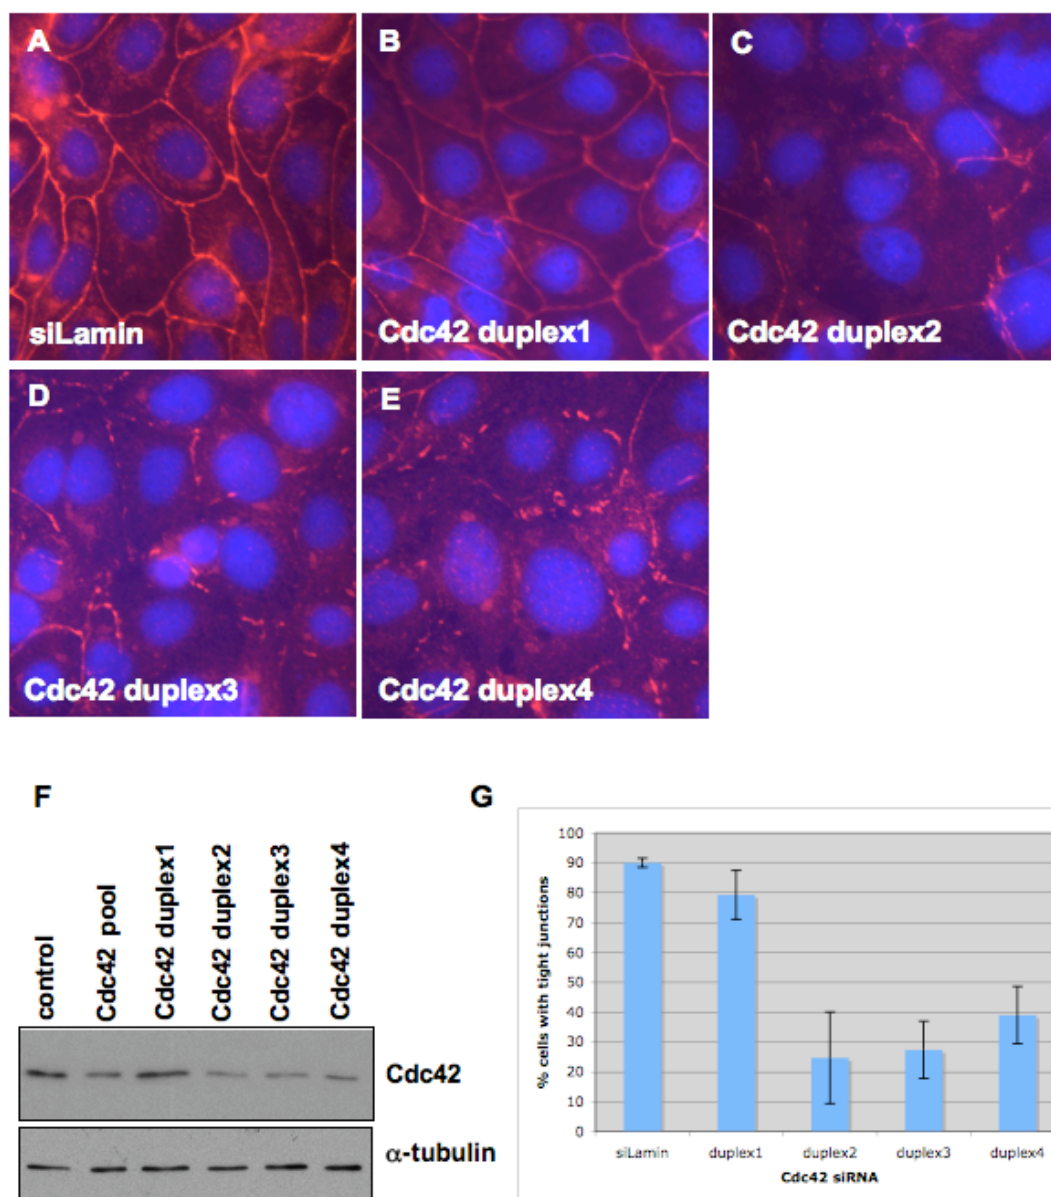 A
B
C
siLamin
Cdc42 duplex1
Cdc42 duplex2
D
E
Cdc42 duplex3
Cdc42 duplex4
F
G
control
Cdc42 pool
Cdc42 duplex1
Cdc42 duplex2
Cdc42 duplex3
Cdc42 duplex4
Cdc42
α-tubulin
% cells with tight junctions
100
90
80
70
60
50
40
30
20
10
0
siLamin duplex1 duplex2 duplex3 duplex4
Cdc42 siRNA